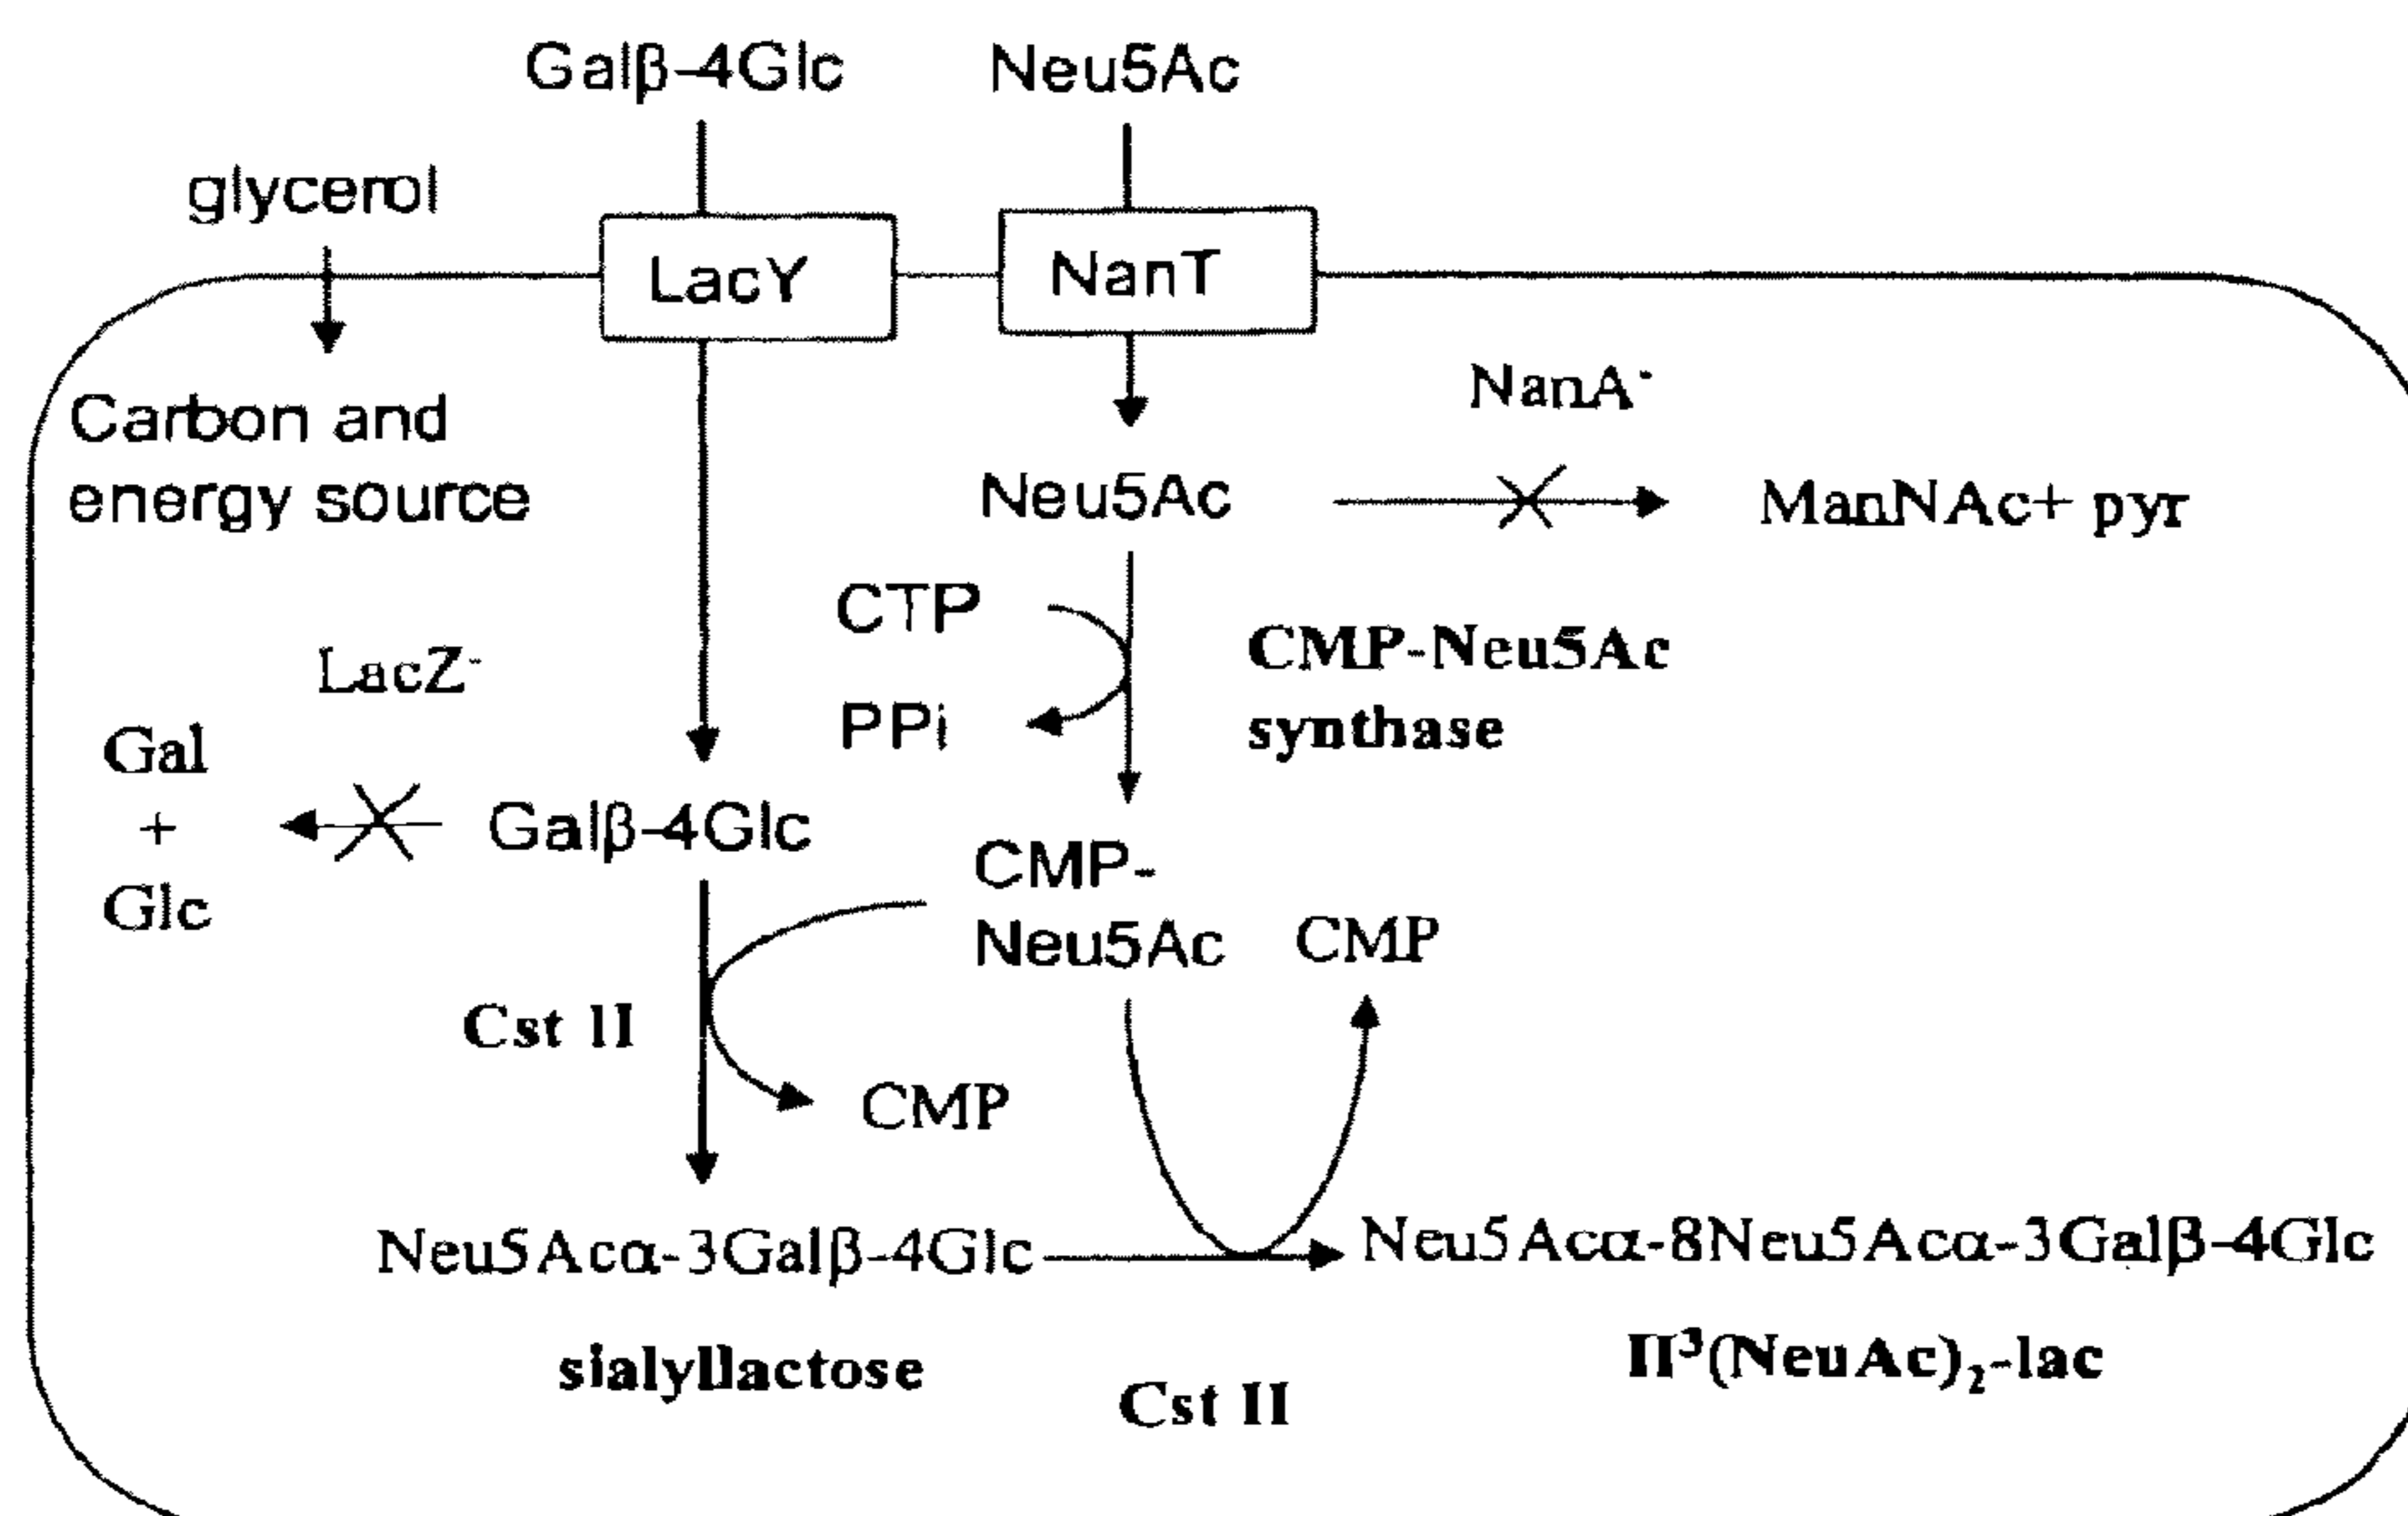 Galβ-4Glc
Neu5Ac
glycerol
LacY
NanT
NanA-
Carbon and
energy source
Neu5Ac
ManNAc+ pyr
CTP
CMP-Neu5Ac
synthase
PPi
LacZ-
Gal
+
Glc
Galβ-4Glc
CMP-
Neu5Ac
CMP
Cst II
CMP
Neu5Acα-3Galβ-4Glc
Neu5Acα-8Neu5Acα-3Galβ-4Glc
sialyllactose
II³(NeuAc)₂-lac
Cst II